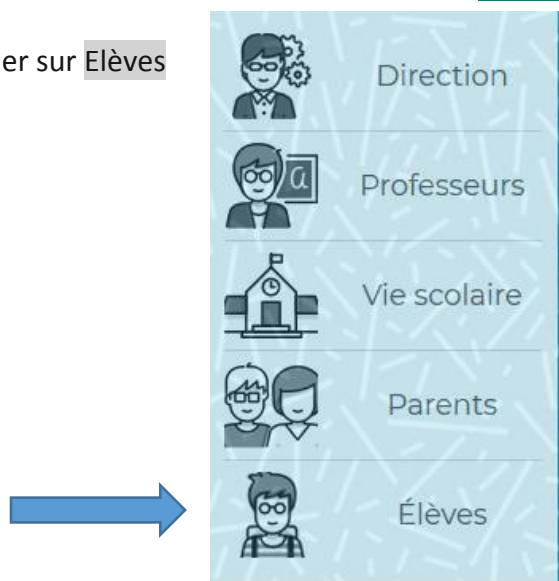 er sur Elèves
Direction
a
Professeurs
Vie scolaire
Parents
Élèves